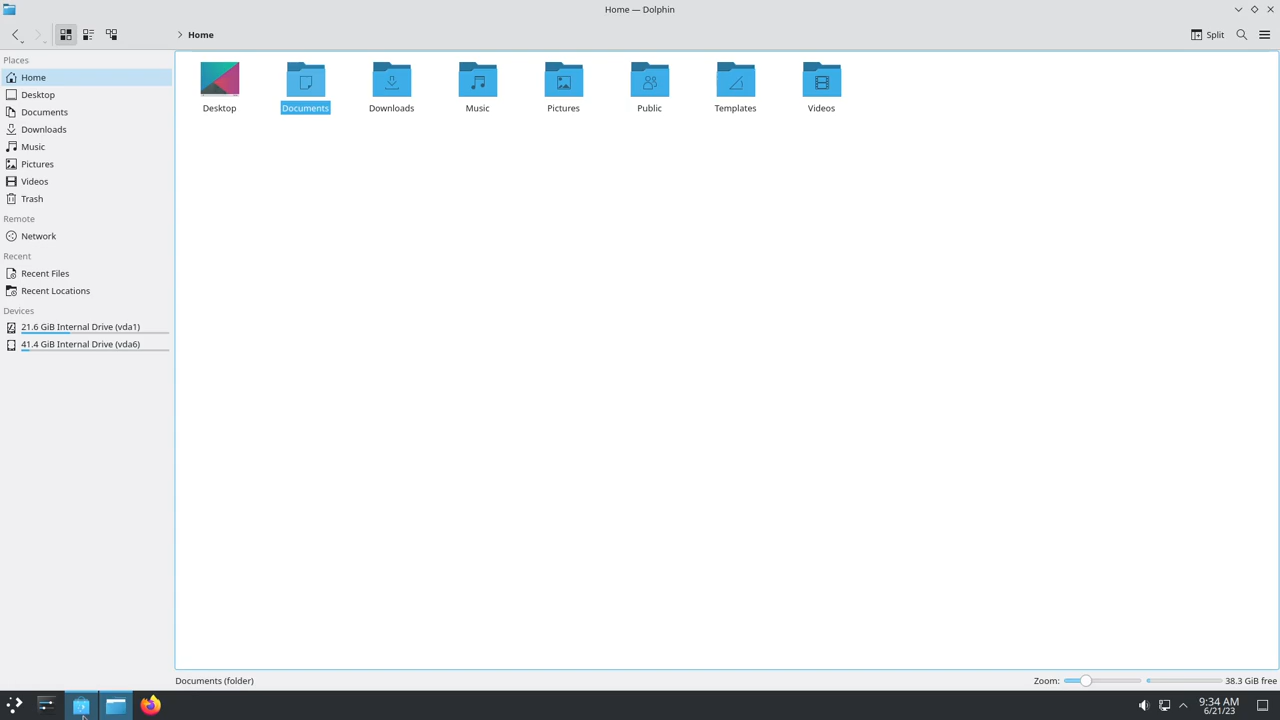 Home — Dolphin
Home
Split
Places
Home
Desktop
Documents
Downloads
Music
Pictures
Videos
Trash
Remote
Network
Recent
Recent Files
Recent Locations
Devices
21.6 GiB Internal Drive (vda1)
41.4 GiB Internal Drive (vda6)
Desktop
Documents
Downloads
Music
Pictures
Public
Templates
Videos
Documents (folder)
Zoom:
38.3 GiB free
9:34 AM
6/21/23